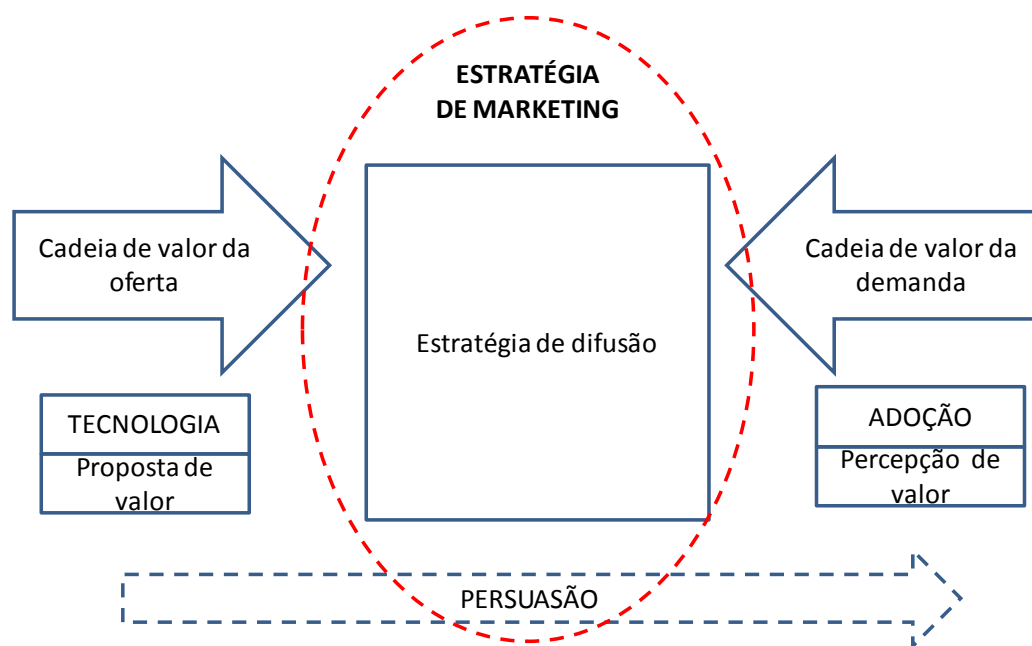 ESTRATÉGIA
DE MARKETING
Cadeia de valor da
oferta
Estratégia de difusão
Cadeia de valor da
demanda
TECNOLOGIA
Proposta de
valor
ADOÇÃO
Percepção de
valor
PERSUASÃO